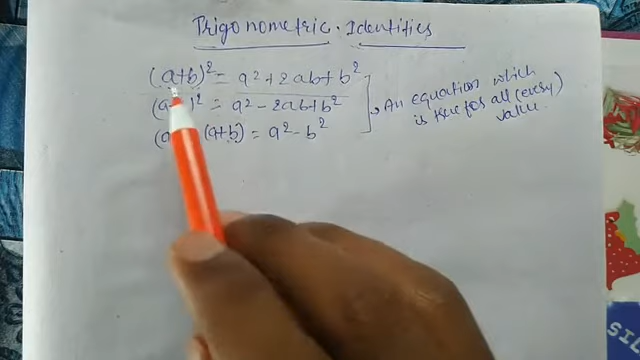 Trigonometric Identities
(a+b)² = a²+2ab+b²
(a )² = a²-2ab+b²
(a (a+b) = a²-b²
An equation which
is true for all (every)
value.
SIL